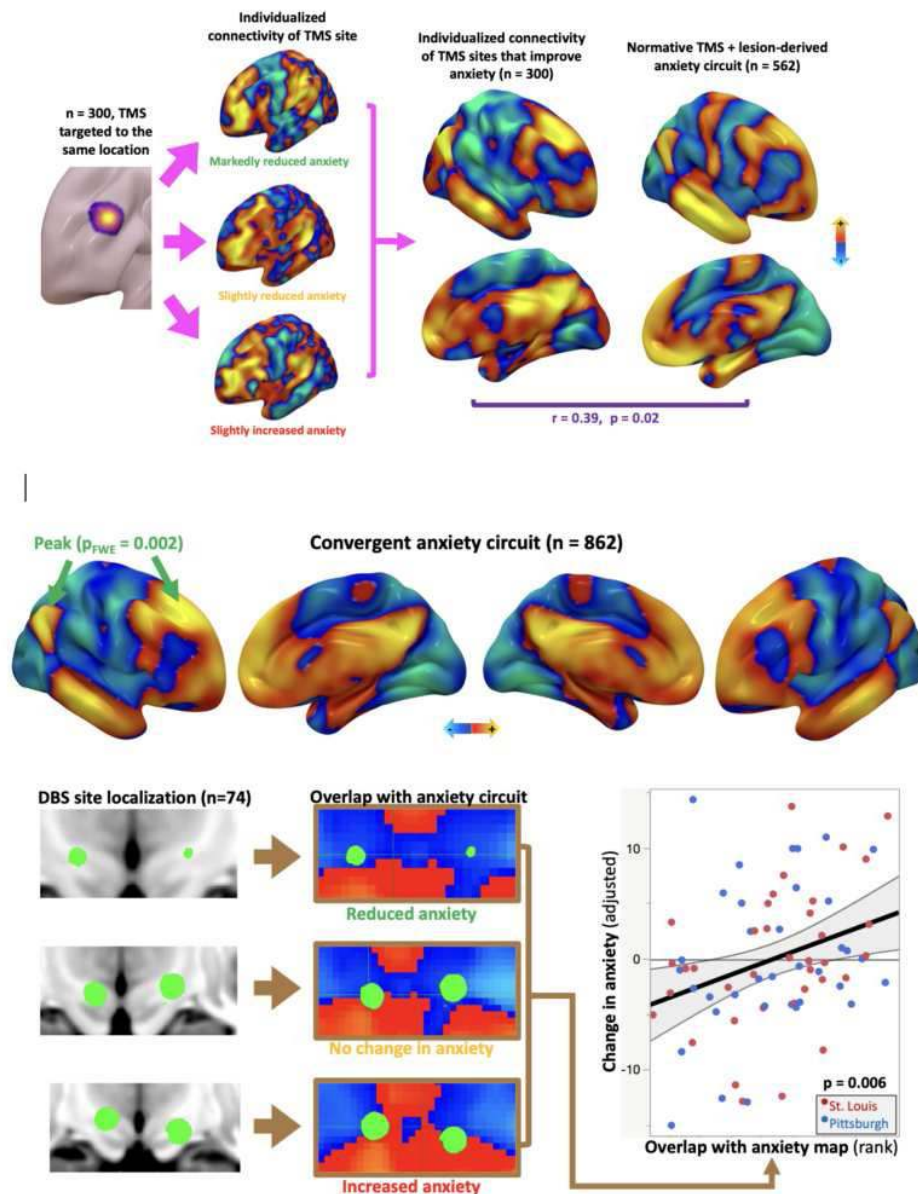 Individualized
connectivity of TMS site
n = 300, TMS
targeted to the
same location
Markedly reduced anxiety
Slightly reduced anxiety
Slightly increased anxiety
Individualized connectivity
of TMS sites that improve
anxiety (n = 300)
Normative TMS + lesion-derived
anxiety circuit (n = 562)
+
-
r = 0.39, p = 0.02
Peak (pFWE = 0.002)
Convergent anxiety circuit (n = 862)
- +
DBS site localization (n=74)
Overlap with anxiety circuit
Reduced anxiety
No change in anxiety
Increased anxiety
Change in anxiety (adjusted)
10
0
-10
p = 0.006
St. Louis
Pittsburgh
Overlap with anxiety map (rank)